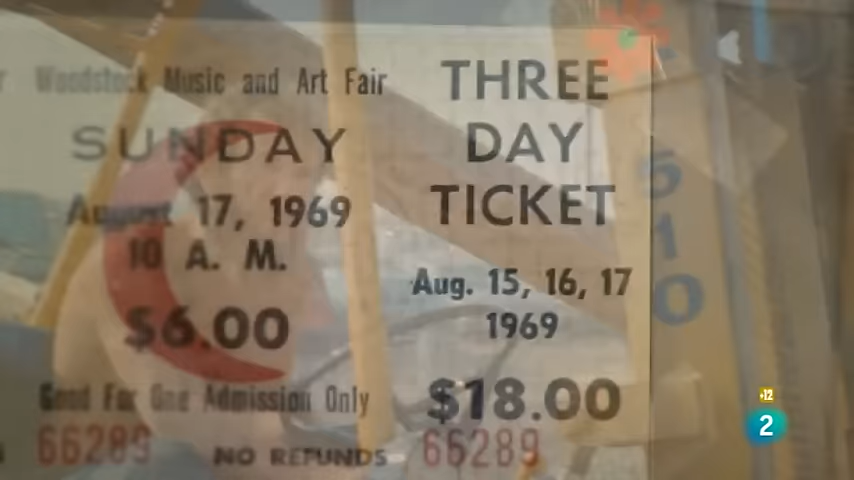 Woodstock Music and Art Fair
SUNDAY
August 17, 1969
10 A. M.
$6.00
Good For One Admission Only
66289
NO REFUNDS
THREE
DAY
TICKET
Aug. 15, 16, 17
1969
$18.00
66289
510
+12
2